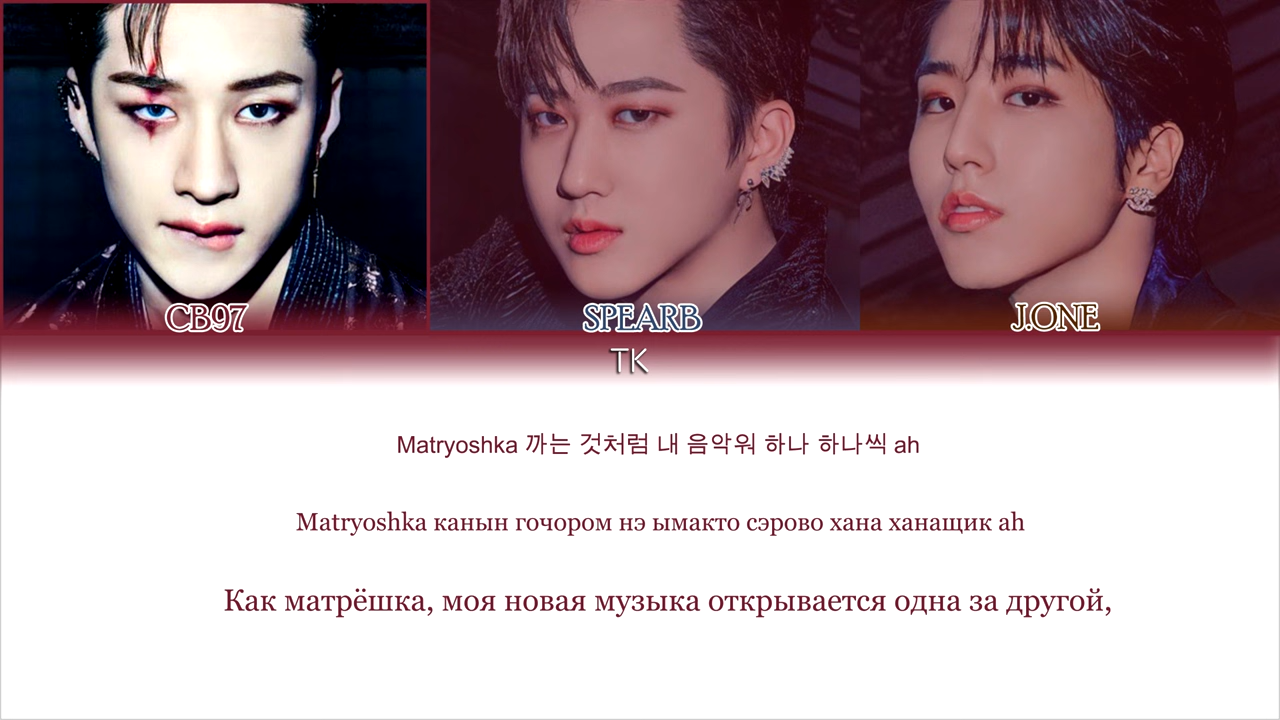 CB97
SPEARB
J.ONE
TK
Matryoshka 까는 것처럼 내 음악워 하나 하나씩 ah
Matryoshka канын гочором нэ ымакто сэрово хана ханащик ah
Как матрёшка, моя новая музыка открывается одна за другой,